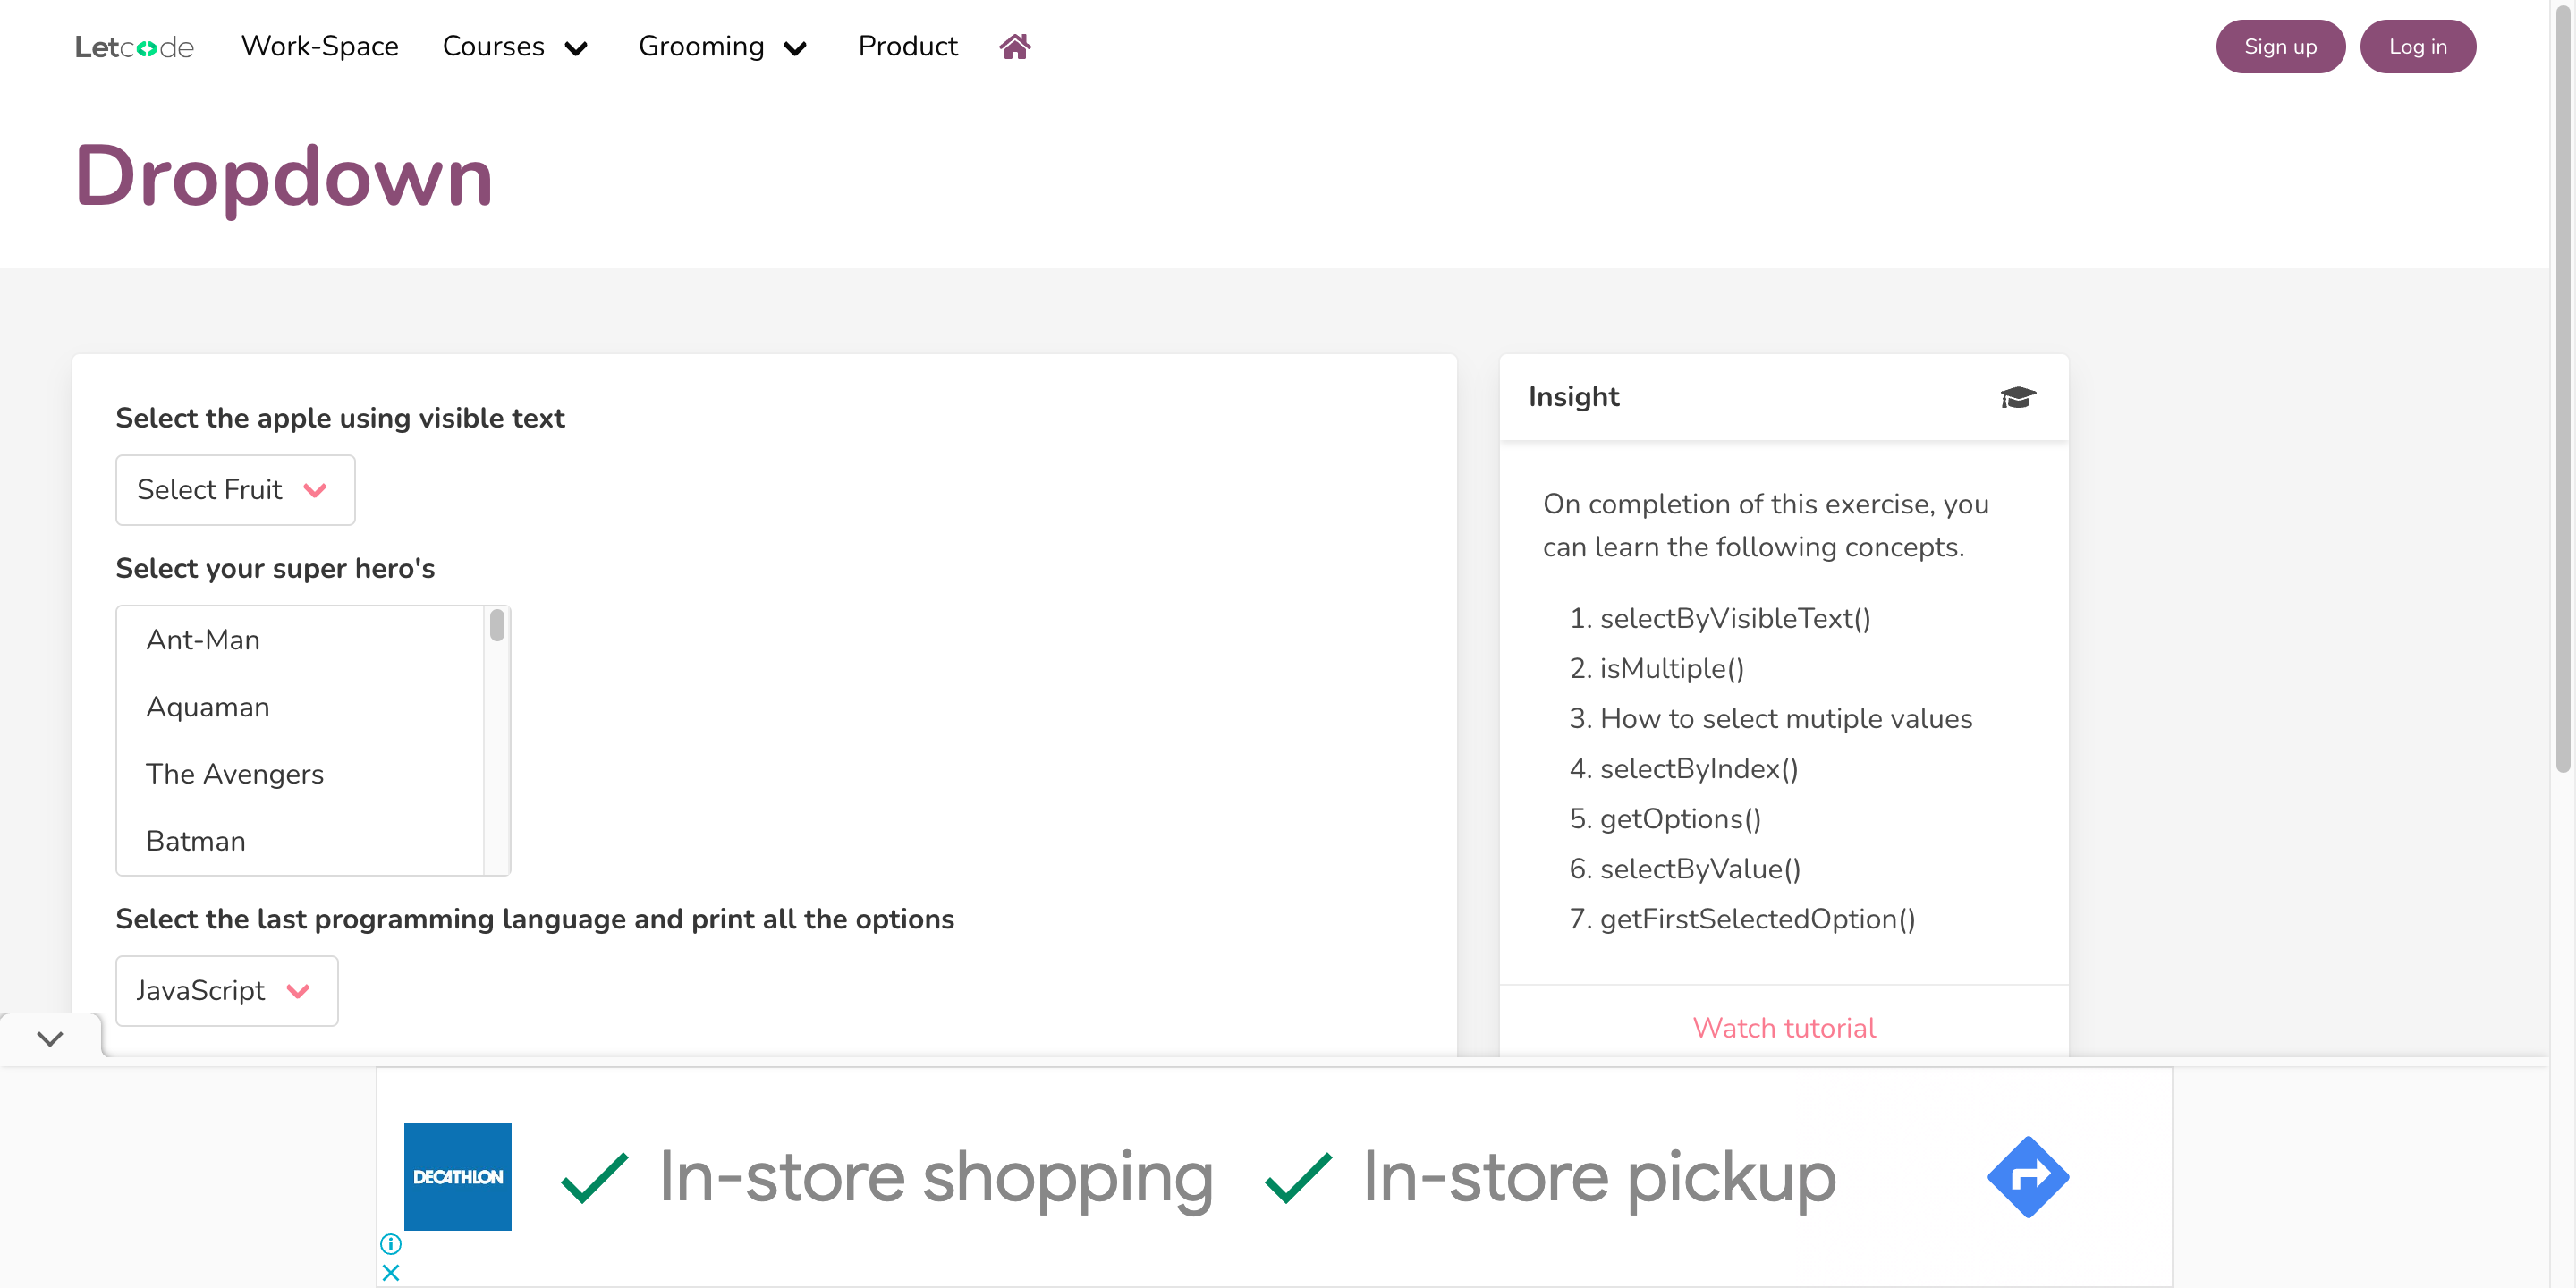 Letcode Work-Space Courses Grooming Product Sign up Log in
Dropdown
Select the apple using visible text
Select Fruit
Select your super hero's
Ant-Man
Aquaman
The Avengers
Batman
Select the last programming language and print all the options
JavaScript
Insight
On completion of this exercise, you
can learn the following concepts.
1. selectByVisibleText()
2. isMultiple()
3. How to select mutiple values
4. selectByIndex()
5. getOptions()
6. selectByValue()
7. getFirstSelectedOption()
Watch tutorial
DECATHLON In-store shopping In-store pickup